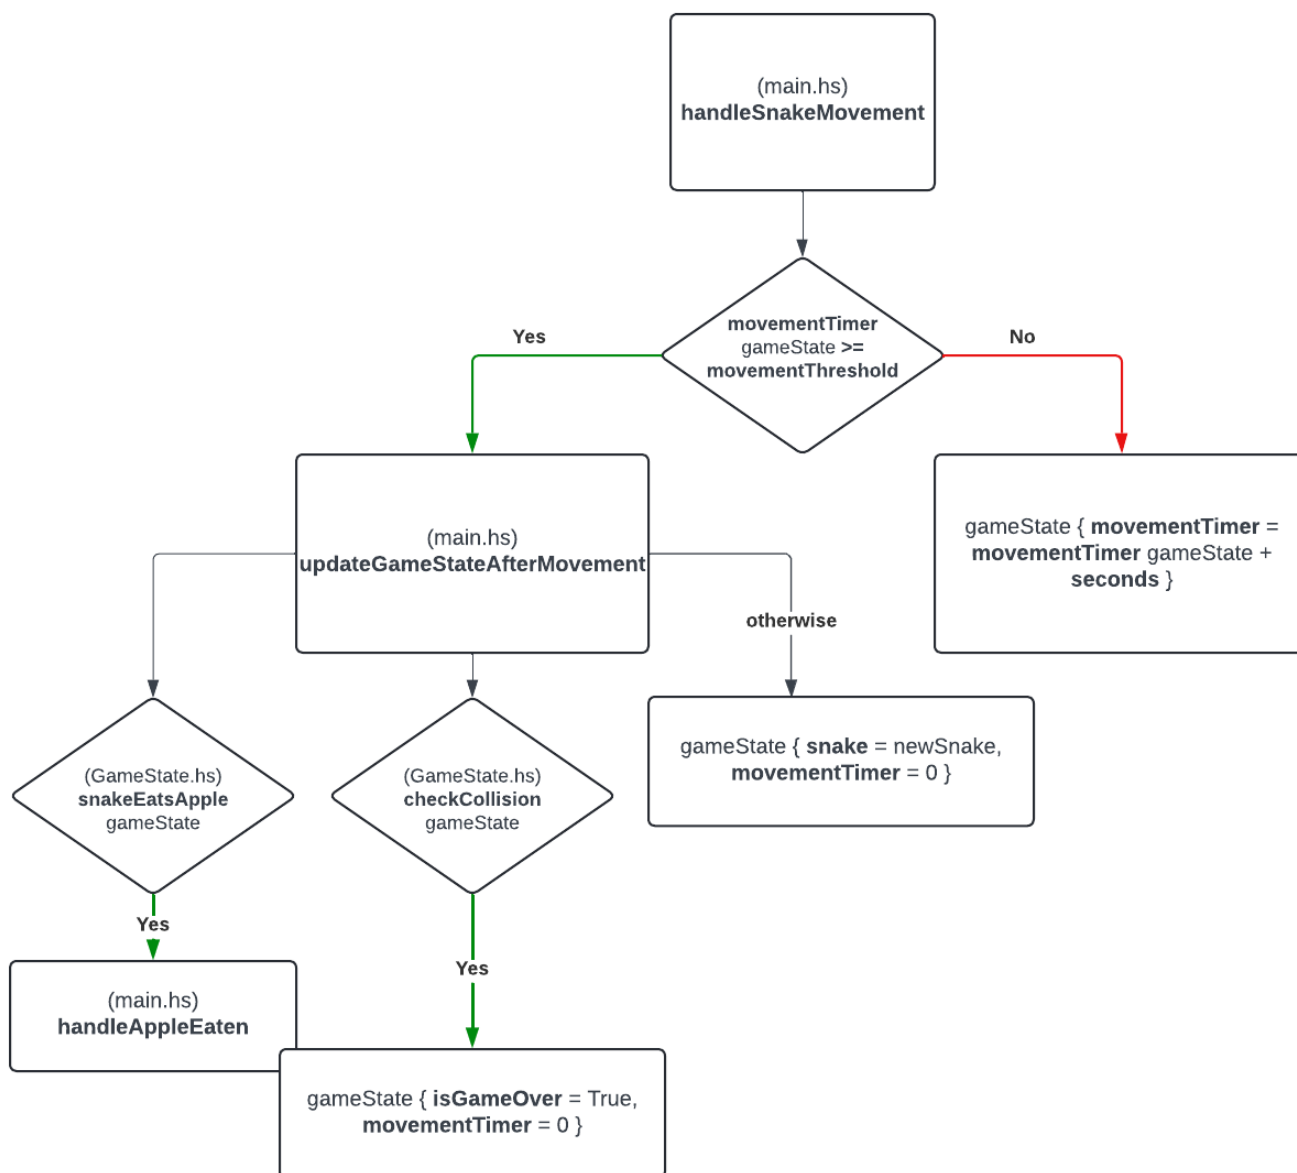 (main.hs)
handleSnakeMovement
movementTimer
gameState >=
movementThreshold
Yes
No
(main.hs)
updateGameStateAfterMovement
gameState { movementTimer =
movementTimer gameState +
seconds }
otherwise
(GameState.hs)
snakeEatsApple
gameState
(GameState.hs)
checkCollision
gameState
gameState { snake = newSnake,
movementTimer = 0 }
Yes
Yes
(main.hs)
handleAppleEaten
gameState { isGameOver = True,
movementTimer = 0 }